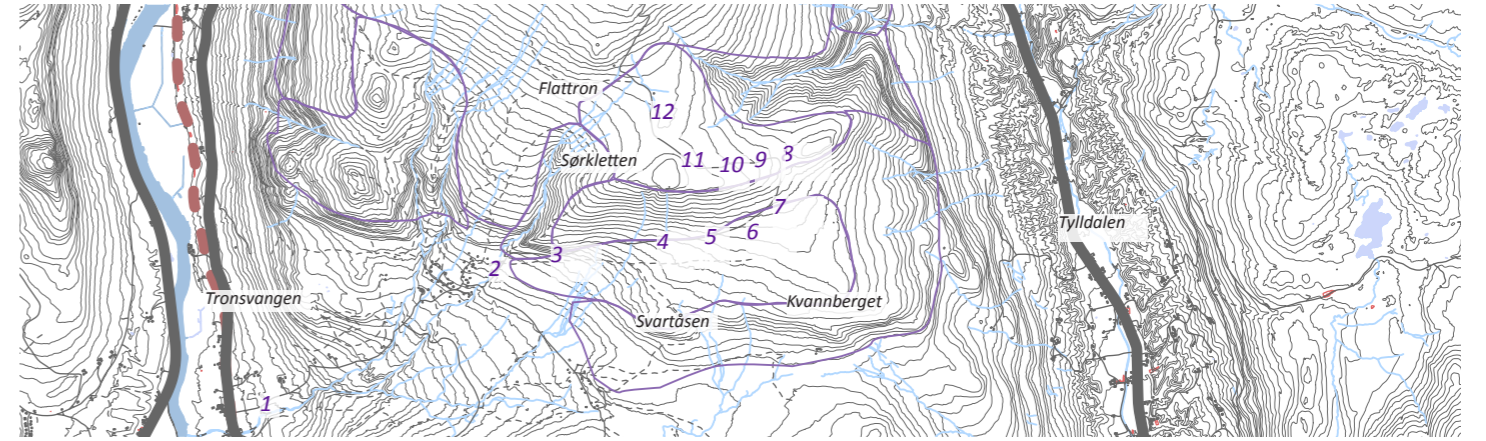 Flattron
12
Sørkletten
11
10
9
3
7
Tylldalen
6
5
4
3
2
Tronsvangen
Kvannberget
Svartåsen
1